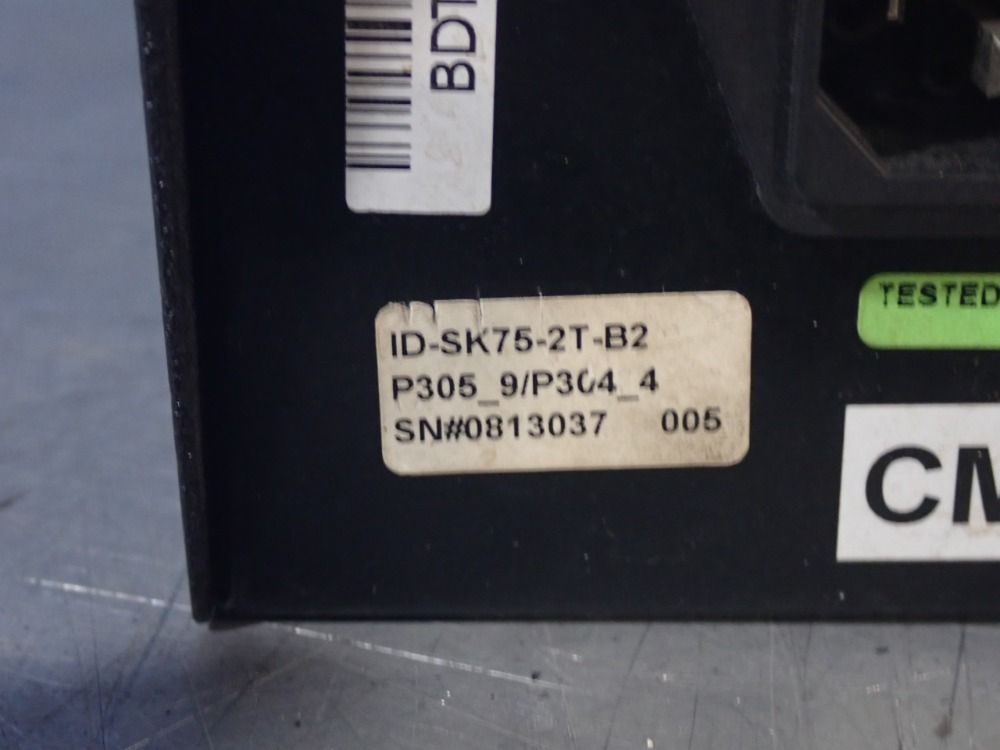 BDT
ID-SK75-2T-B2
P305_9/P304_4
SN#0813037 005
TESTED
CM